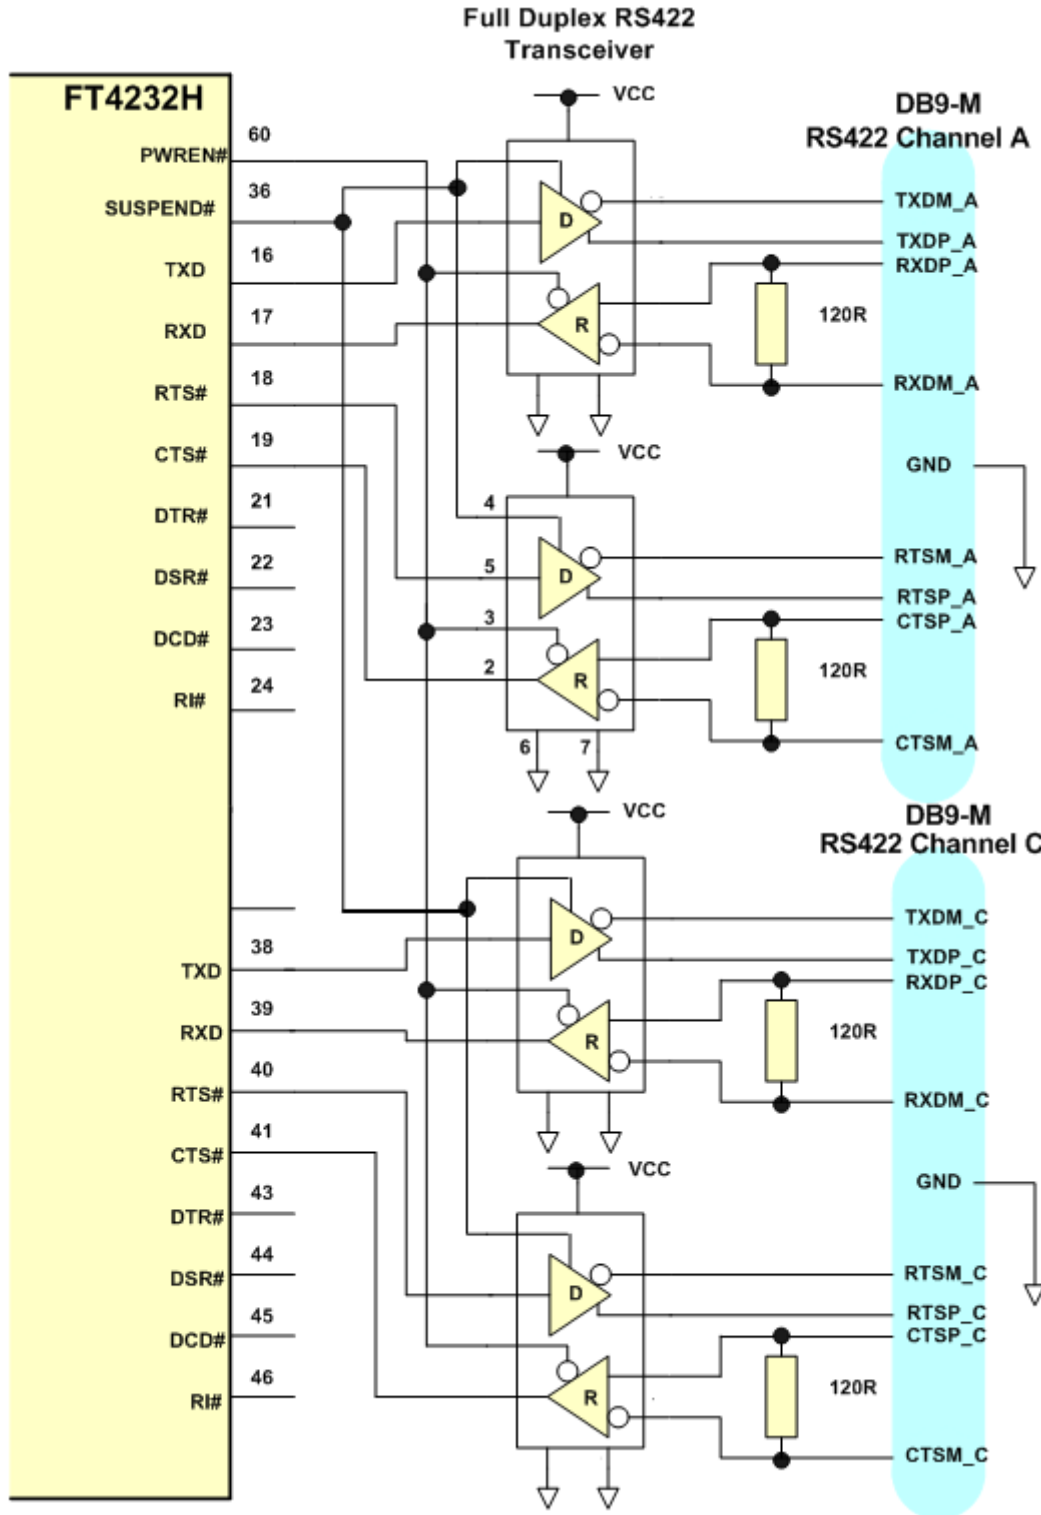 Full Duplex RS422
Transceiver
FT4232H
VCC
DB9-M
RS422 Channel A
60
PWREN#
36
SUSPEND#
16
TXD
17
RXD
18
RTS#
19
CTS#
21
DTR#
22
DSR#
23
DCD#
24
RI#
D
R
TXDM_A
TXDP_A
RXDP_A
120R
RXDM_A
VCC
GND
4
5
3
2
6
7
D
R
RTSM_A
RTSP_A
CTSP_A
120R
CTSM_A
VCC
DB9-M
RS422 Channel C
38
TXD
39
RXD
40
RTS#
41
CTS#
43
DTR#
44
DSR#
45
DCD#
46
RI#
D
R
TXDM_C
TXDP_C
RXDP_C
120R
RXDM_C
VCC
GND
D
R
RTSM_C
RTSP_C
CTSP_C
120R
CTSM_C